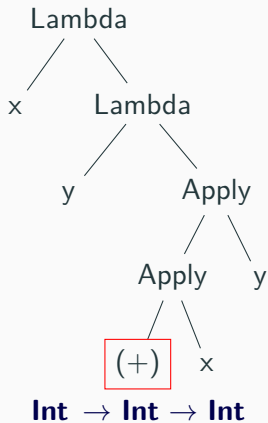 Lambda
x Lambda
y Apply
Apply y
(+) x
Int → Int → Int